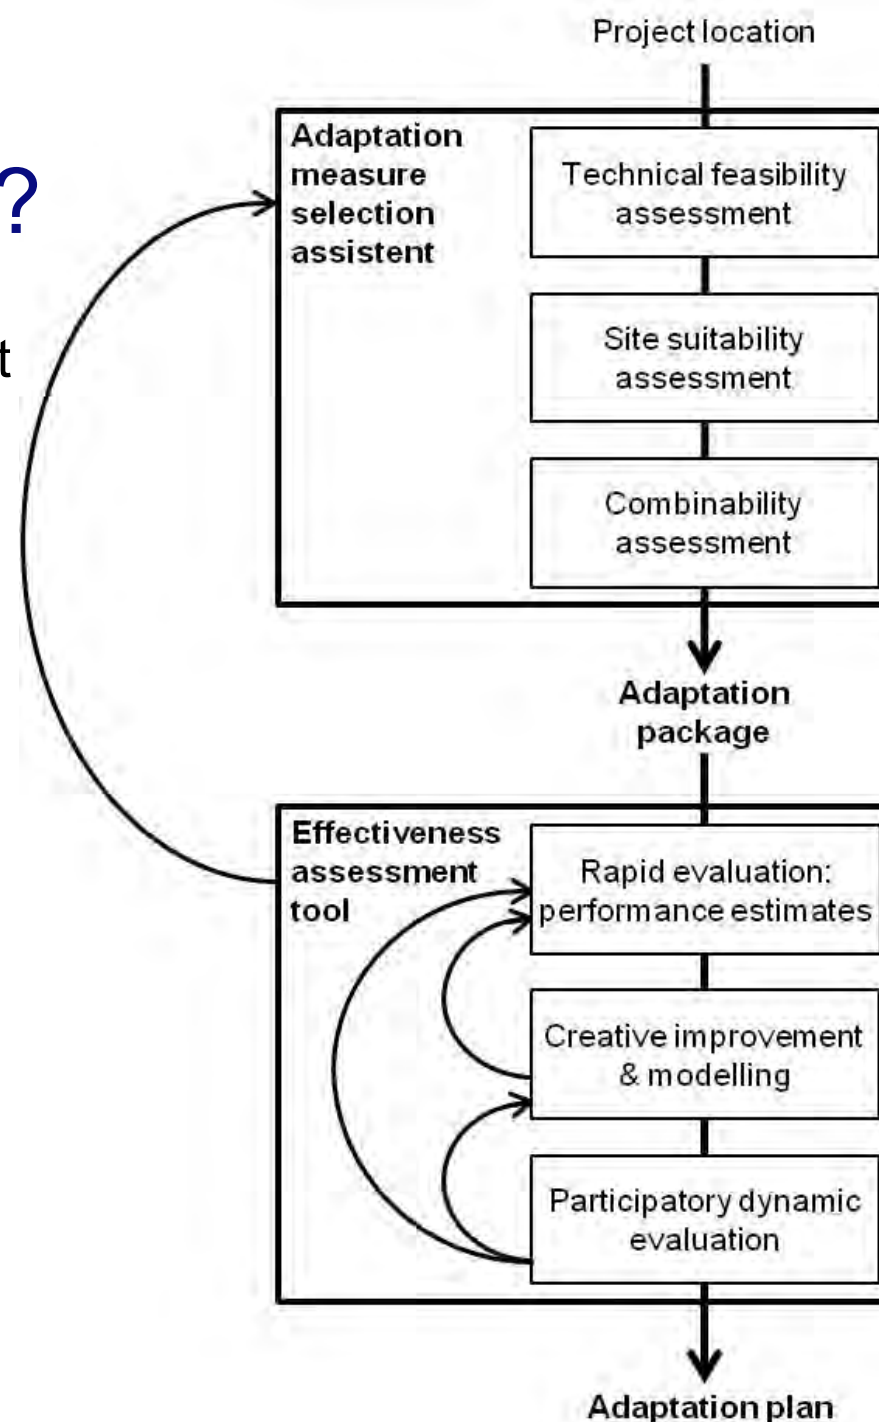 ?
t
Project location
Adaptation
measure
selection
assistent
Technical feasibility
assessment
Site suitability
assessment
Combinability
assessment
Adaptation
package
Effectiveness
assessment
tool
Rapid evaluation:
performance estimates
Creative improvement
& modelling
Participatory dynamic
evaluation
Adaptation plan